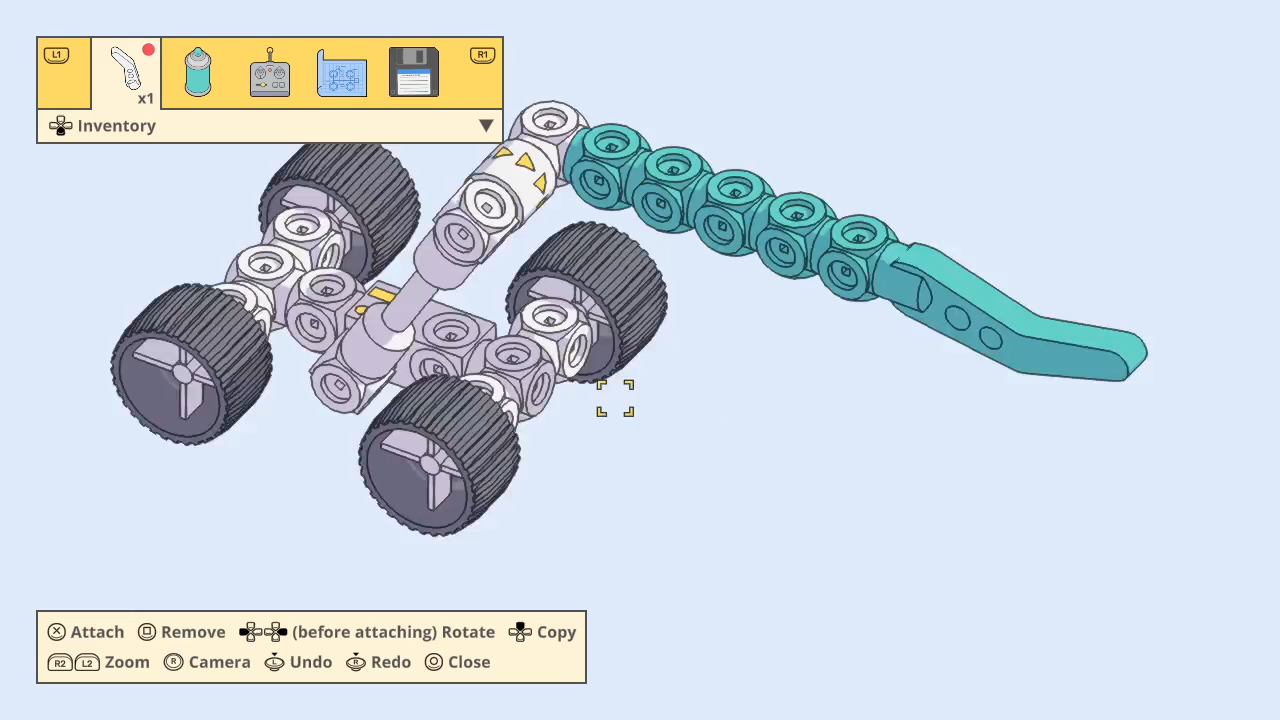 L1
R1
x1
Inventory
Attach Remove (before attaching) Rotate Copy
R2 L2 Zoom R Camera L Undo R Redo Close